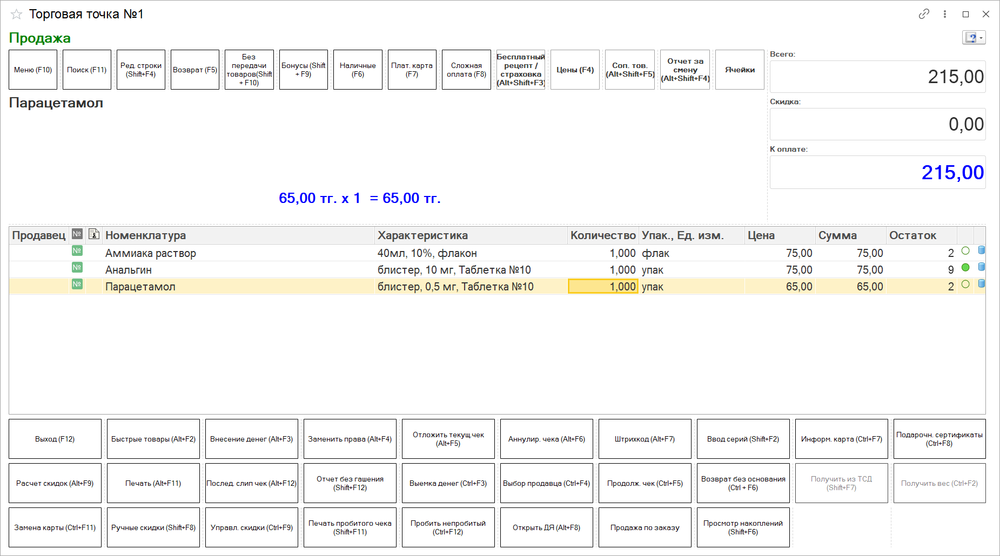 Торговая точка №1
Продажа
Меню (F10)
Поиск (F11)
Ред. строки
(Shift+F4)
Возврат (F5)
Без
передачи
товаров(Shift
+ F10)
Бонусы (Shift
+ F9)
Наличные
(F6)
Плат. карта
(F7)
Сложная
оплата (F8)
Бесплатный
рецепт /
страховка
(Alt+Shift+F3)
Цены (F4)
Соп. тов.
(Alt+Shift+F5)
Отчет за
смену
(Alt+Shift+F4)
Ячейки
Всего:
215,00
Скидка:
0,00
К оплате:
215,00
Парацетамол
65,00 тг. x 1 = 65,00 тг.
Продавец № Номенклатура Характеристика Количество Упак., Ед. изм. Цена Сумма Остаток
№ Аммиака раствор 40мл, 10%, флакон 1,000 флак 75,00 75,00 2
№ Анальгин блистер, 10 мг, Таблетка №10 1,000 упак 75,00 75,00 9
№ Парацетамол блистер, 0,5 мг, Таблетка №10 1,000 упак 65,00 65,00 2
Выход (F12)
Быстрые товары (Alt+F2)
Внесение денег (Alt+F3)
Заменить права (Alt+F4)
Отложить текущ.чек
(Alt+F5)
Аннулир. чека (Alt+F6)
Штрихкод (Alt+F7)
Ввод серий (Shift+F2)
Информ. карта (Ctrl+F7)
Подарочн. сертификаты
(Ctrl+F8)
Расчет скидок (Alt+F9)
Печать (Alt+F11)
Послед. слип чек (Alt+F12)
Отчет без гашения
(Shift+F12)
Выемка денег (Ctrl+F3)
Выбор продавца (Ctrl+F4)
Продолж. чек (Ctrl+F5)
Возврат без основания
(Ctrl + F6)
Получить из ТСД
(Shift+F7)
Получить вес (Ctrl+F2)
Замена карты (Ctrl+F11)
Ручные скидки (Shift+F8)
Управл. скидки (Ctrl+F9)
Печать пробитого чека
(Shift+F11)
Пробить непробитый
(Ctrl+F12)
Открыть ДЯ (Alt+F8)
Продажа по заказу
Просмотр накоплений
(Shift+F6)